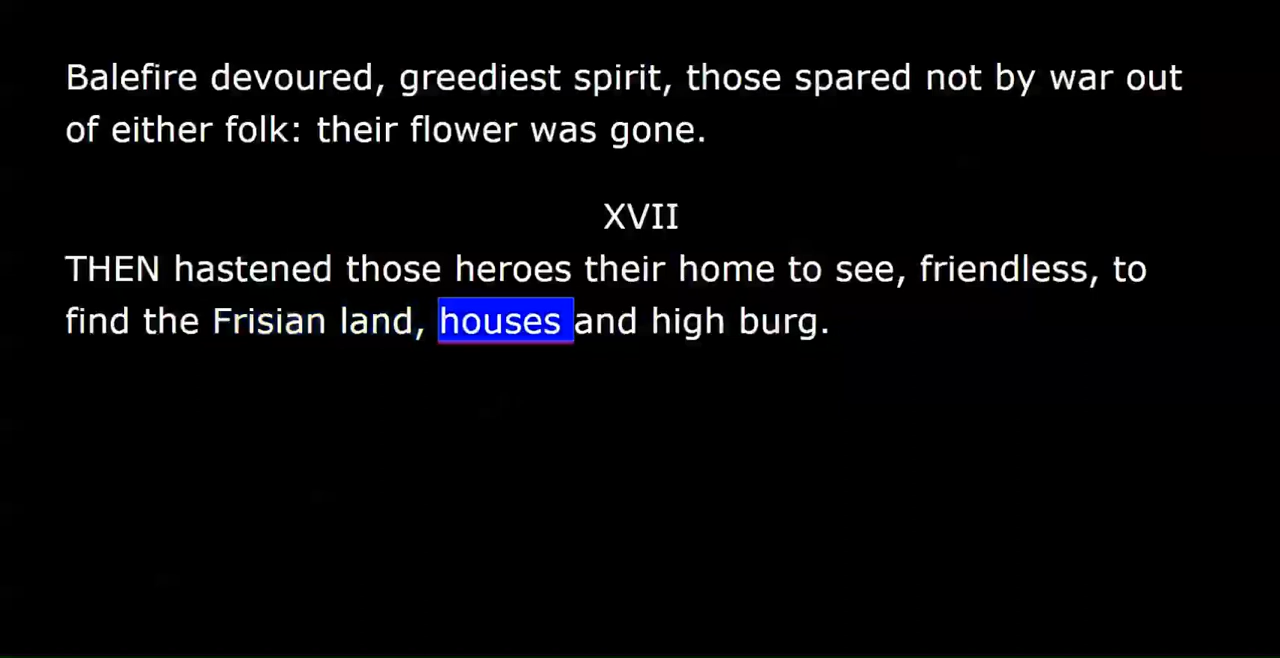 Balefire devoured, greediest spirit, those spared not by war out
of either folk: their flower was gone.
XVII
THEN hastened those heroes their home to see, friendless, to
find the Frisian land, houses and high burg.